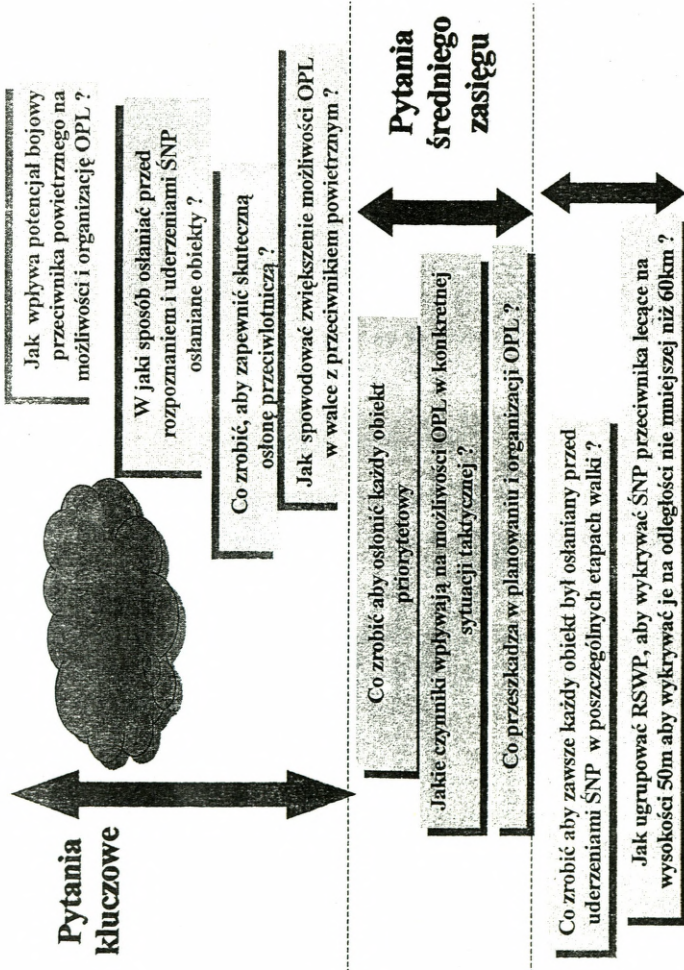 Pytania
kluczowe
Jak wpływa potencjał bojowy
przeciwnika powietrznego na
możliwości i organizację OPL ?
W jaki sposób osłaniać przed
rozpoznaniem i uderzeniami ŚNP
osłaniane obiekty ?
Co zrobić, aby zapewnić skuteczną
osłonę przeciwlotniczą ?
Jak spowodować zwiększenie możliwości OPL
w walce z przeciwnikiem powietrznym ?
Pytania
średniego
zasięgu
Co zrobić aby osłonić każdy obiekt
priorytetowy
Jakie czynniki wpływają na możliwości OPL w konkretnej
sytuacji taktycznej ?
Co przeszkadza w planowaniu i organizacji OPL ?
Co zrobić aby zawsze każdy obiekt był osłaniany przed
uderzeniami ŚNP w poszczególnych etapach walki ?
Jak ugrupować RSWP, aby wykrywać ŚNP przeciwnika lecące na
wysokości 50m aby wykrywać je na odległości nie mniejszej niż 60km ?